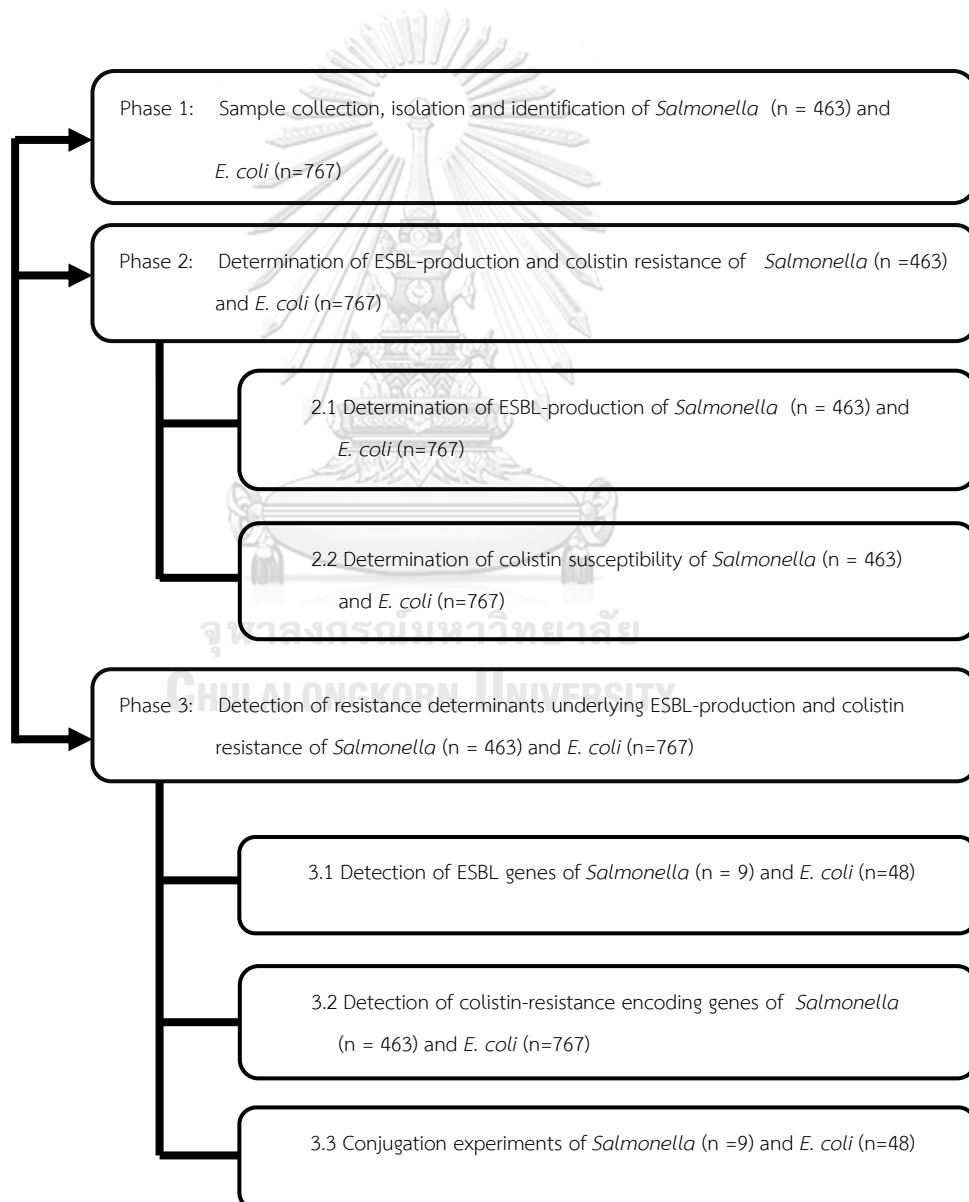 Phase 1: Sample collection, isolation and identification of Salmonella (n = 463) and
E. coli (n=767)
Phase 2: Determination of ESBL-production and colistin resistance of Salmonella (n =463)
and E. coli (n=767)
2.1 Determination of ESBL-production of Salmonella (n = 463) and
E. coli (n=767)
2.2 Determination of colistin susceptibility of Salmonella (n = 463)
and E. coli (n=767)
จุฬาลงกรณ์มหาวิทยาลัย
CHULALONGKORN UNIVERSITY
Phase 3: Detection of resistance determinants underlying ESBL-production and colistin
resistance of Salmonella (n = 463) and E. coli (n=767)
3.1 Detection of ESBL genes of Salmonella (n = 9) and E. coli (n=48)
3.2 Detection of colistin-resistance encoding genes of Salmonella
(n = 463) and E. coli (n=767)
3.3 Conjugation experiments of Salmonella (n =9) and E. coli (n=48)